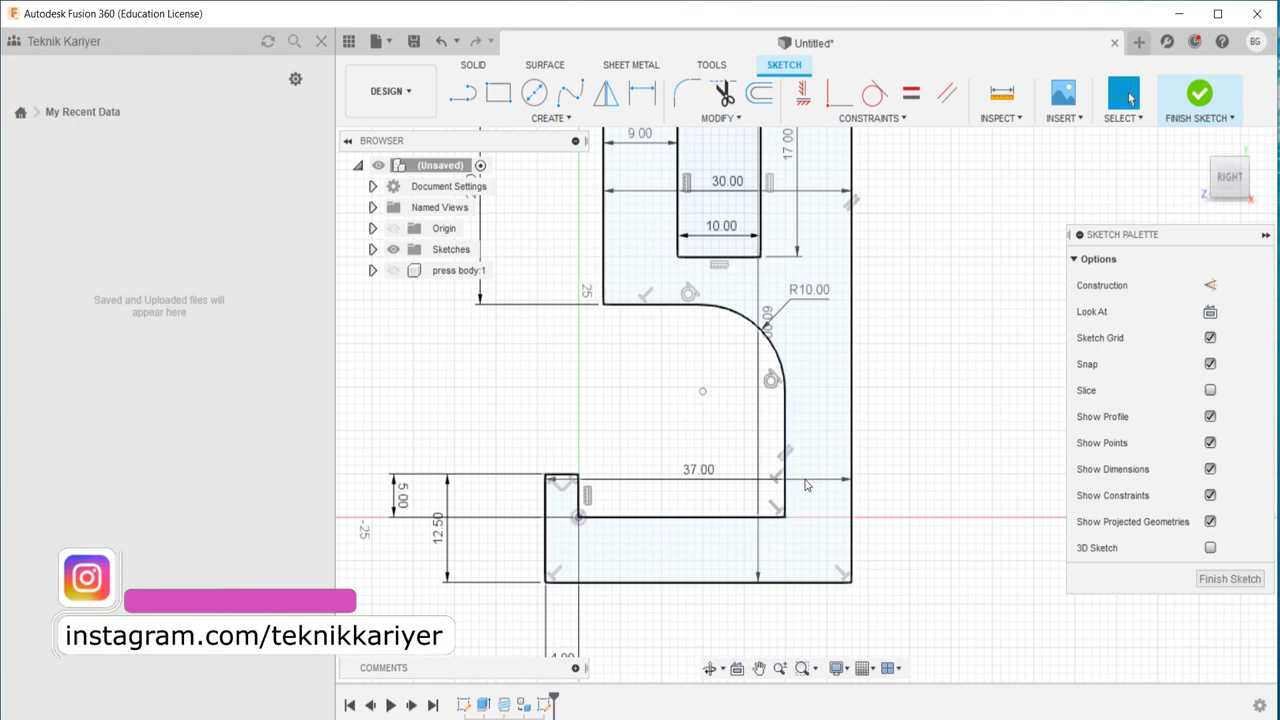 Autodesk Fusion 360 (Education License)
Teknik Kariyer
Untitled*
BG
My Recent Data
SOLID SURFACE SHEET METAL TOOLS SKETCH
DESIGN
CREATE MODIFY CONSTRAINTS INSPECT INSERT SELECT FINISH SKETCH
BROWSER
(Unsaved)
Document Settings
Named Views
Origin
Sketches
press body:1
Saved and Uploaded files will
appear here
9.00
17.00
30.00
10.00
25
R10.00
60.00
37.00
5.00
12.50
-25
4.00
RIGHT
Y
Z
X
SKETCH PALETTE
Options
Construction
Look At
Sketch Grid
Snap
Slice
Show Profile
Show Points
Show Dimensions
Show Constraints
Show Projected Geometries
3D Sketch
Finish Sketch
instagram.com/teknikkariyer
COMMENTS